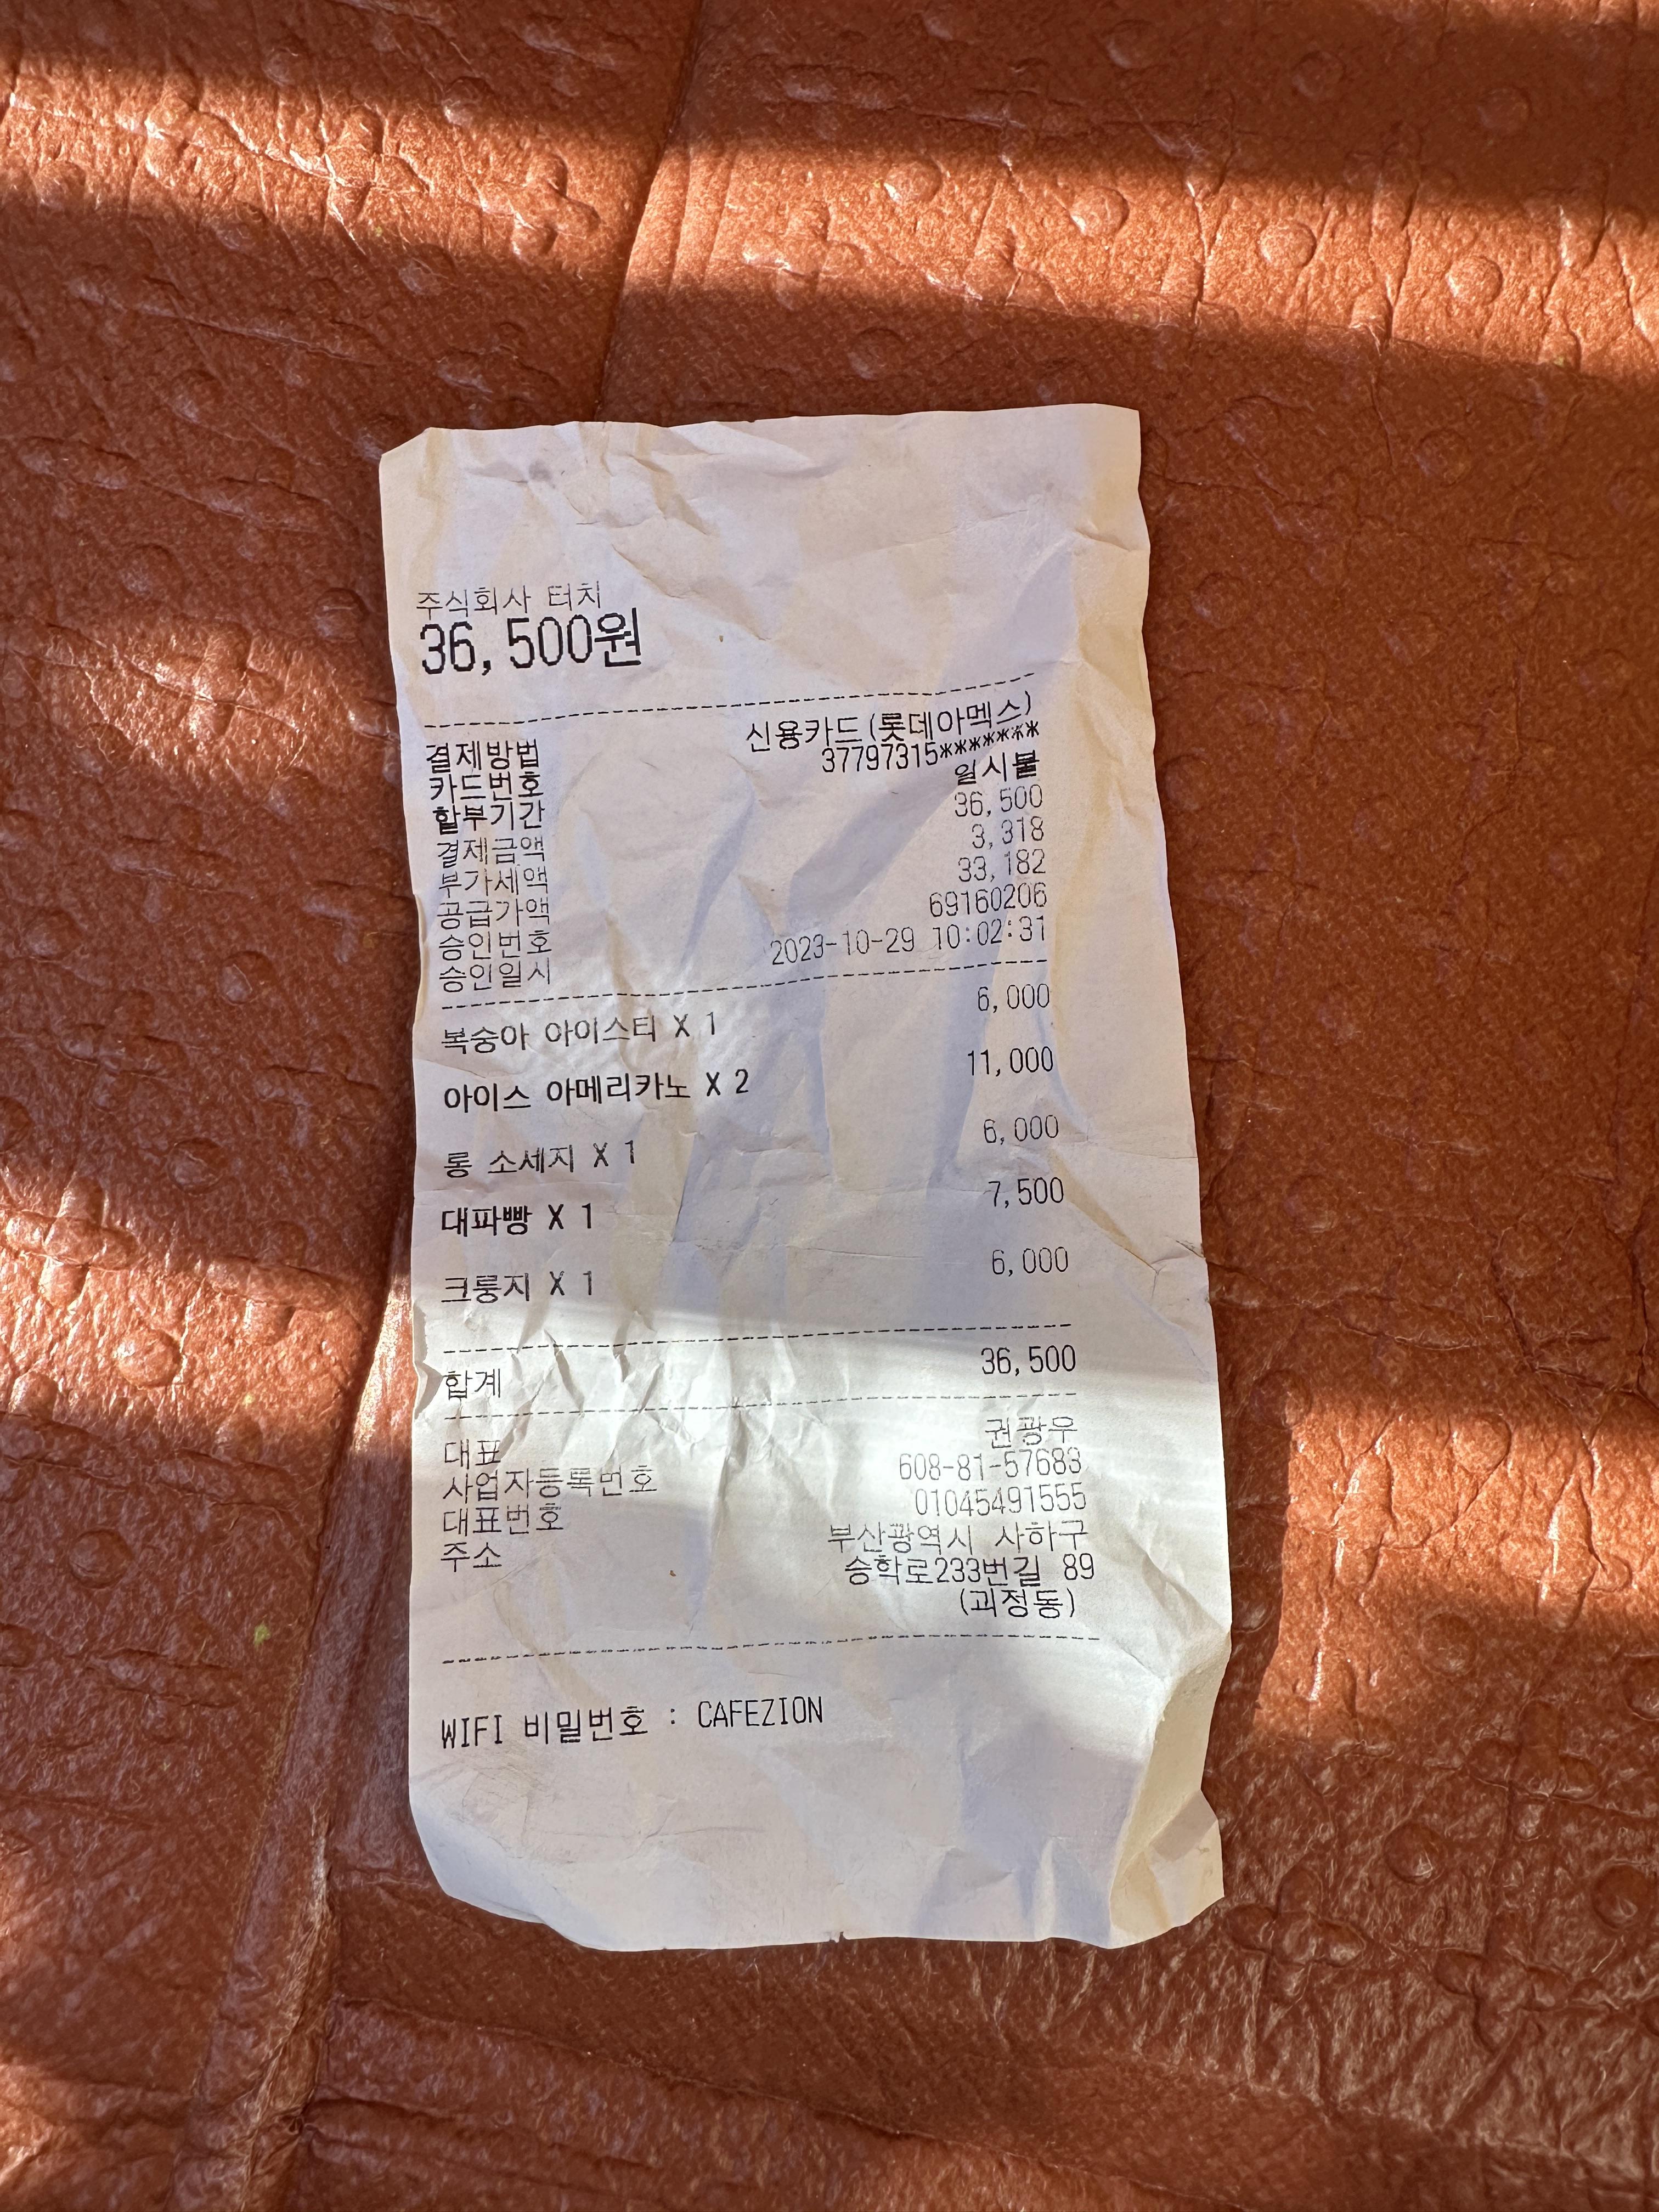 주식회사 터치
36,500원
결제방법 신용카드(롯데아멕스)
카드번호 37797315*******
할부기간 일시불
결제금액 36,500
부가세액 3,318
공급가액 33,182
승인번호 69160206
승인일시 2023-10-29 10:02:31
복숭아 아이스티 X 1 6,000
아이스 아메리카노 X 2 11,000
롱 소세지 X 1 6,000
대파빵 X 1 7,500
크룽지 X 1 6,000
합계 36,500
대표 권광우
사업자등록번호 608-81-57683
대표번호 01045491555
주소 부산광역시 사하구
승학로233번길 89
(괴정동)
WIFI 비밀번호 : CAFEZION